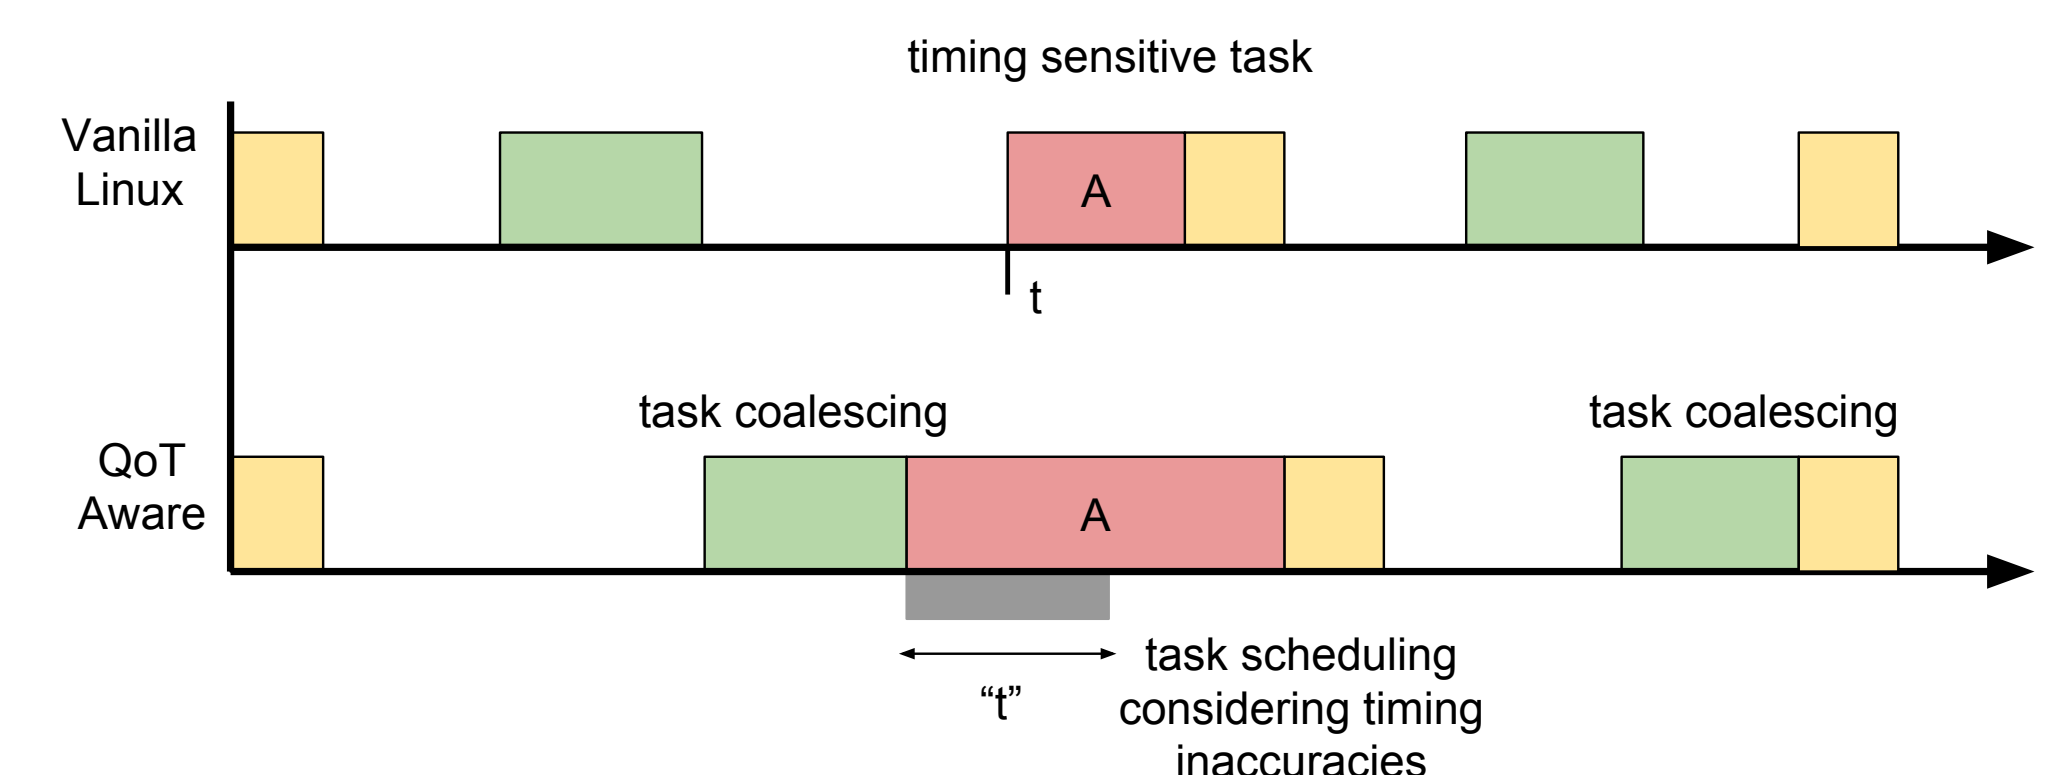 timing sensitive task
Vanilla
Linux
A
t
task coalescing
task coalescing
QoT
Aware
A
“t”
task scheduling
considering timing
inaccuracies